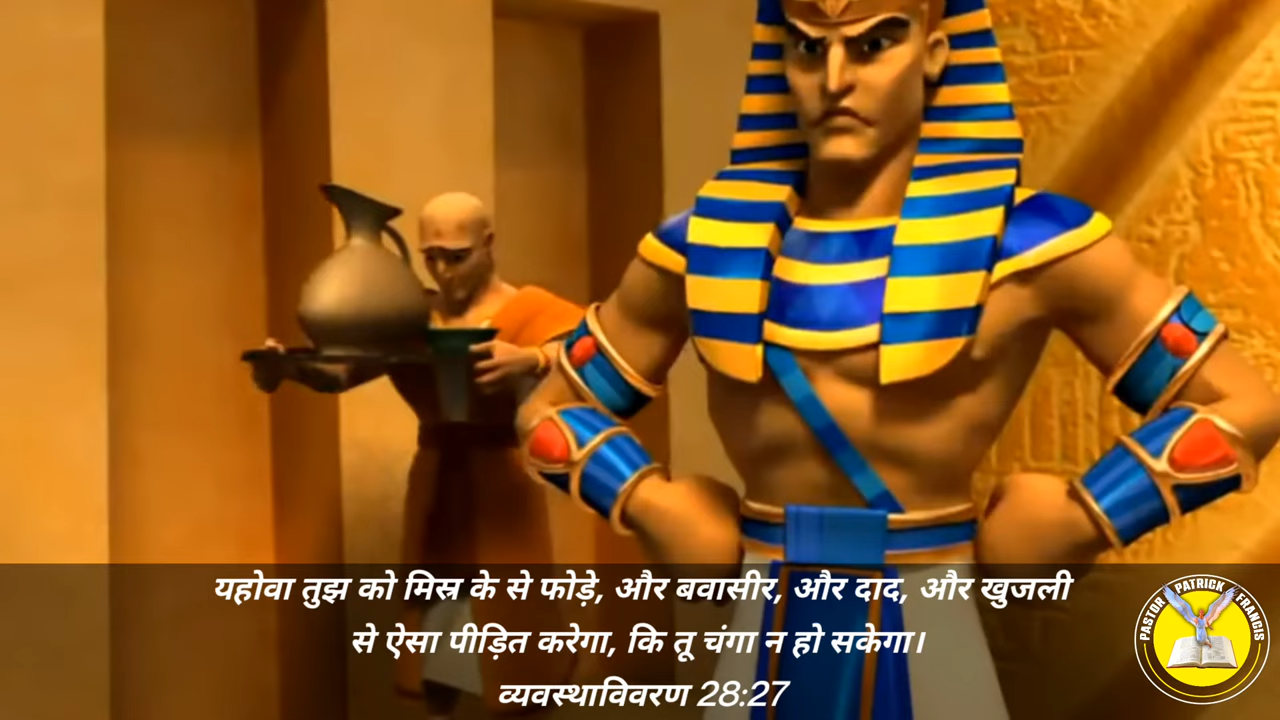 यहोवा तुझ को मिस्र के से फोड़े, और बवासीर, और दाद, और खुजली
से ऐसा पीड़ित करेगा, कि तू चंगा न हो सकेगा।
व्यवस्थाविवरण 28:27
PASTOR PATRICK FRANCIS